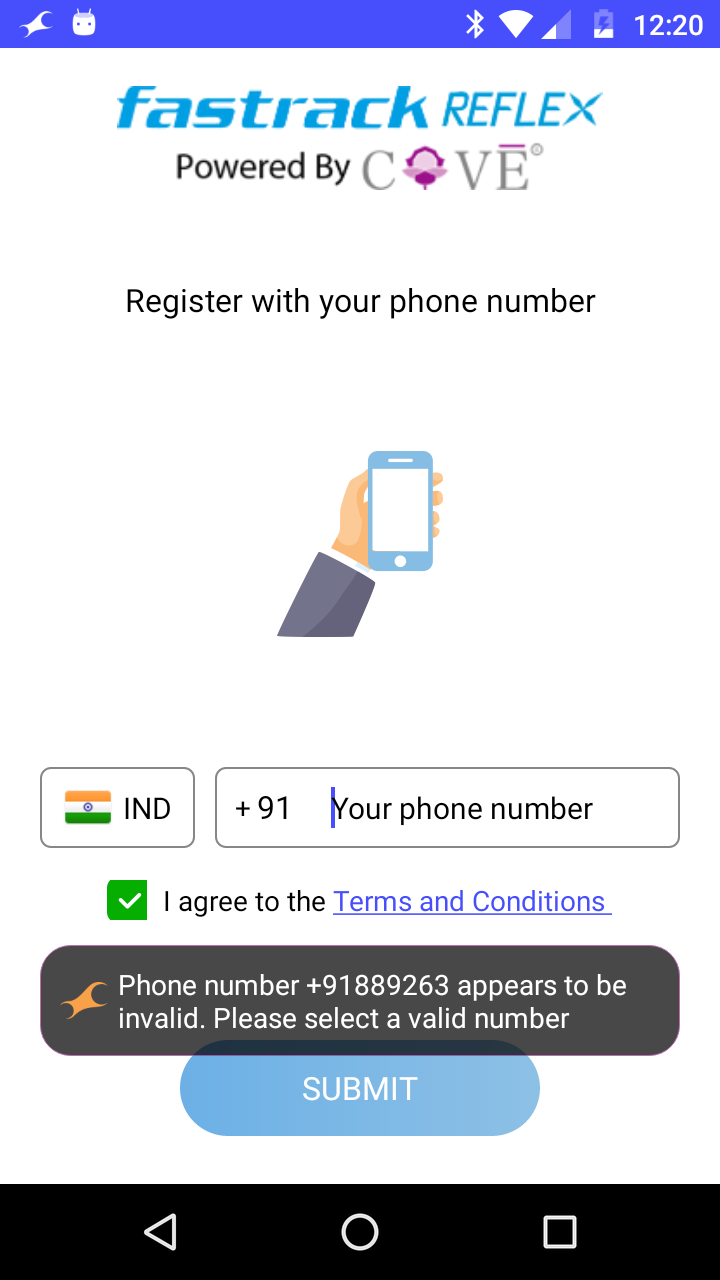 12:20
fastrack REFLEX
Powered By COVE®
Register with your phone number
IND
+ 91 Your phone number
I agree to the Terms and Conditions
Phone number +91889263 appears to be
invalid. Please select a valid number
SUBMIT